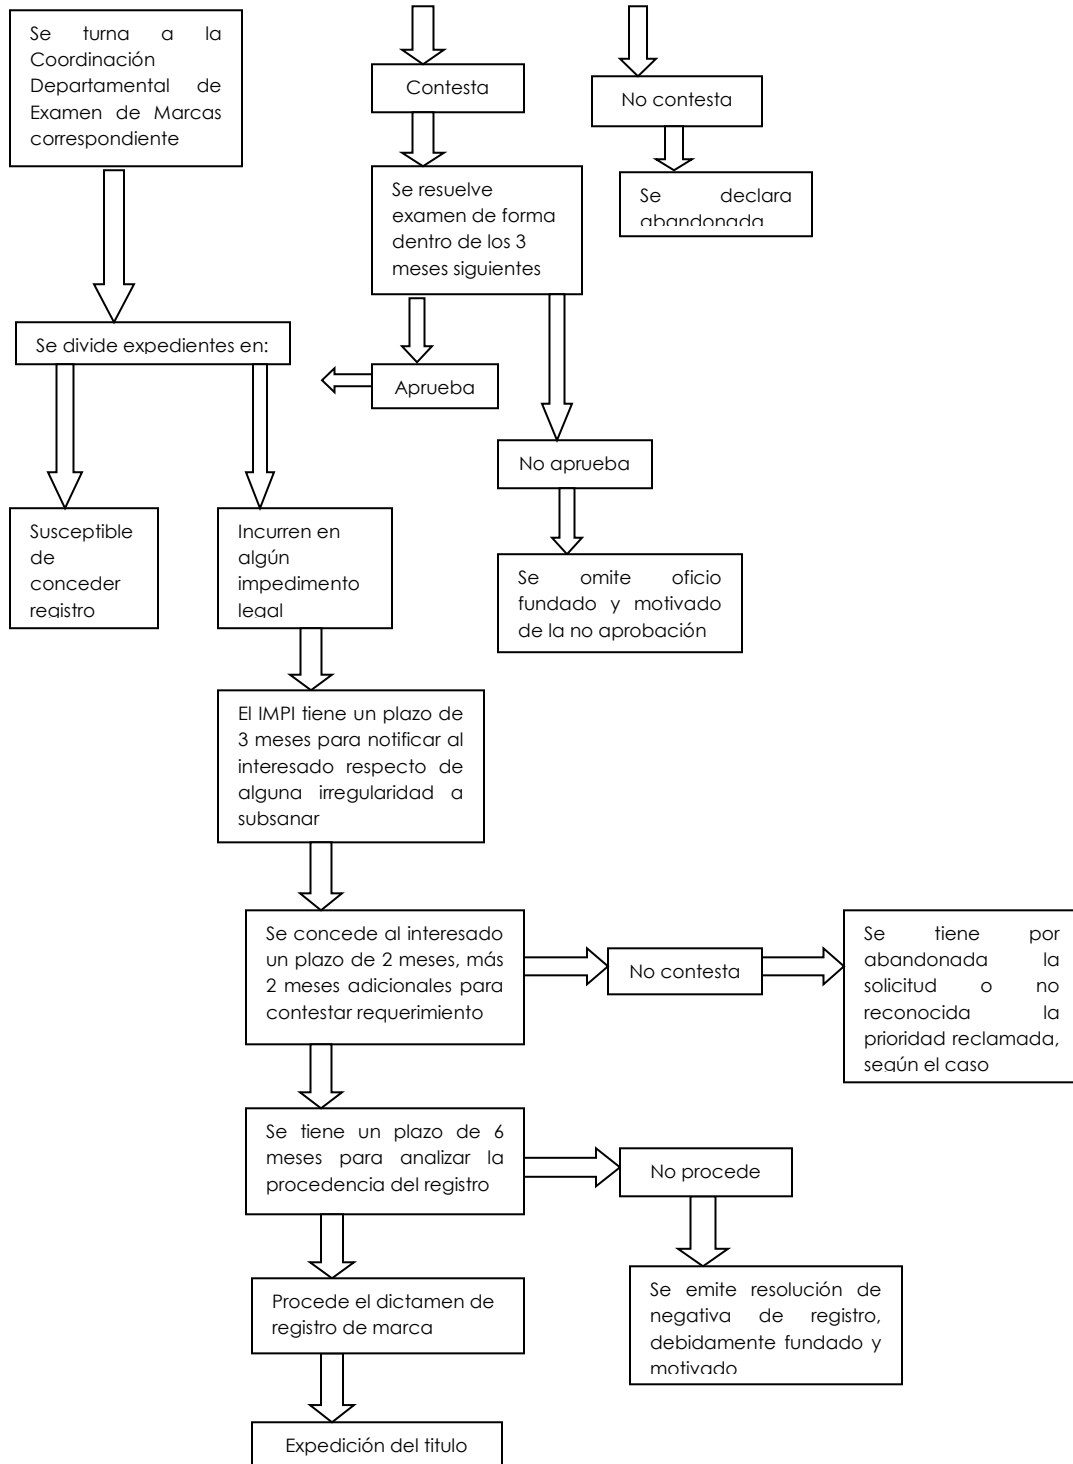 Se turna a la
Coordinación
Departamental de
Examen de Marcas
correspondiente
Contesta
No contesta
Se resuelve
examen de forma
dentro de los 3
meses siguientes
Se declara
abandonada
Se divide expedientes en:
Aprueba
No aprueba
Susceptible
de
conceder
registro
Incurren en
algún
impedimento
legal
Se omite oficio
fundado y motivado
de la no aprobación
El IMPI tiene un plazo de
3 meses para notificar al
interesado respecto de
alguna irregularidad a
subsanar
Se concede al interesado
un plazo de 2 meses, más
2 meses adicionales para
contestar requerimiento
No contesta
Se tiene por
abandonada la
solicitud o no
reconocida la
prioridad reclamada,
según el caso
Se tiene un plazo de 6
meses para analizar la
procedencia del registro
No procede
Procede el dictamen de
registro de marca
Se emite resolución de
negativa de registro,
debidamente fundado y
motivado
Expedición del titulo